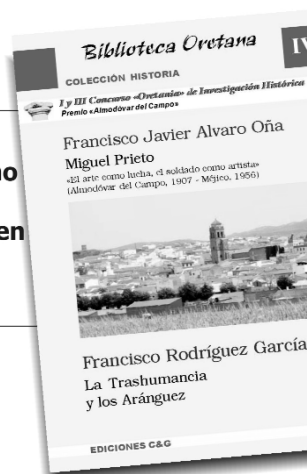 Biblioteca Oretana
IV
COLECCIÓN HISTORIA
I y III Concurso «Oretania» de Investigación Histórica
Premio «Almodóvar del Campo»
Francisco Javier Alvaro Oña
Miguel Prieto
«El arte como lucha, el soldado como artista»
(Almodóvar del Campo, 1907 - Méjico, 1956)
en
Francisco Rodríguez García
La Trashumancia
y los Aránguez
EDICIONES C&G